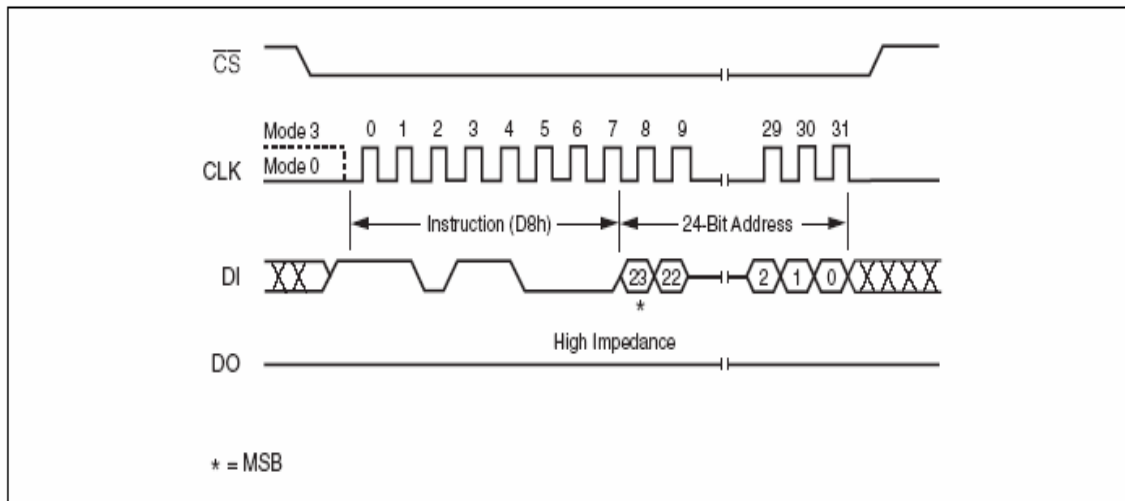 CS
Mode 3
0 1 2 3 4 5 6 7 8 9 29 30 31
CLK
Mode 0
Instruction (D8h)
24-Bit Address
DI
23 22 2 1 0
*
High Impedance
DO
* = MSB